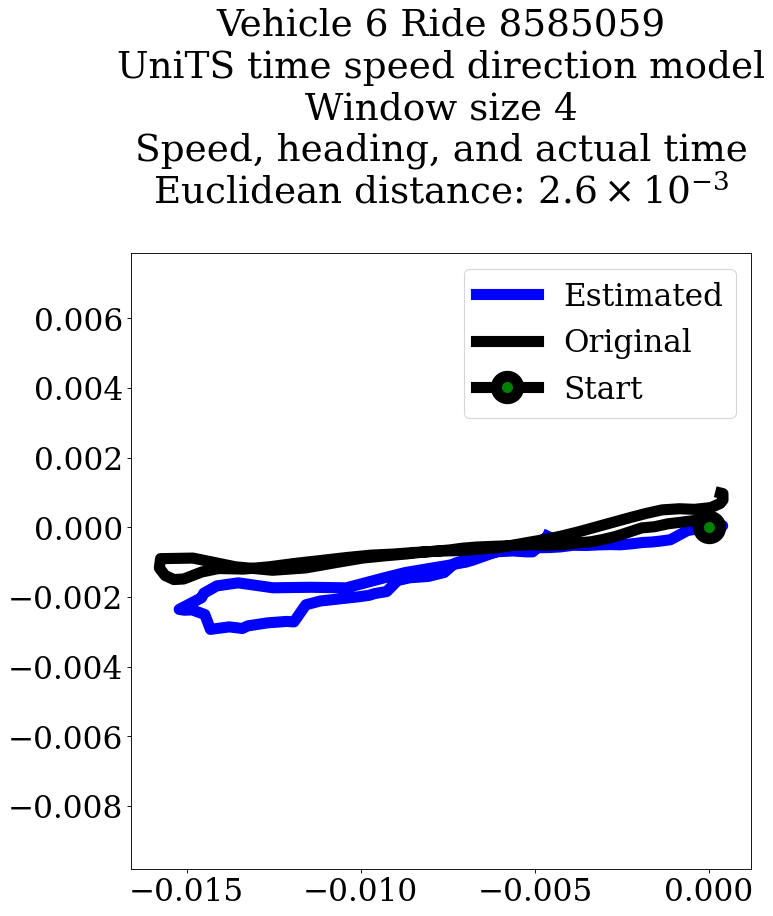 Vehicle 6 Ride 8585059
UniTS time speed direction model
Window size 4
Speed, heading, and actual time
Euclidean distance: 2.6 × 10⁻³
Estimated
Original
Start
0.006
0.004
0.002
0.000
−0.002
−0.004
−0.006
−0.008
−0.015 −0.010 −0.005 0.000